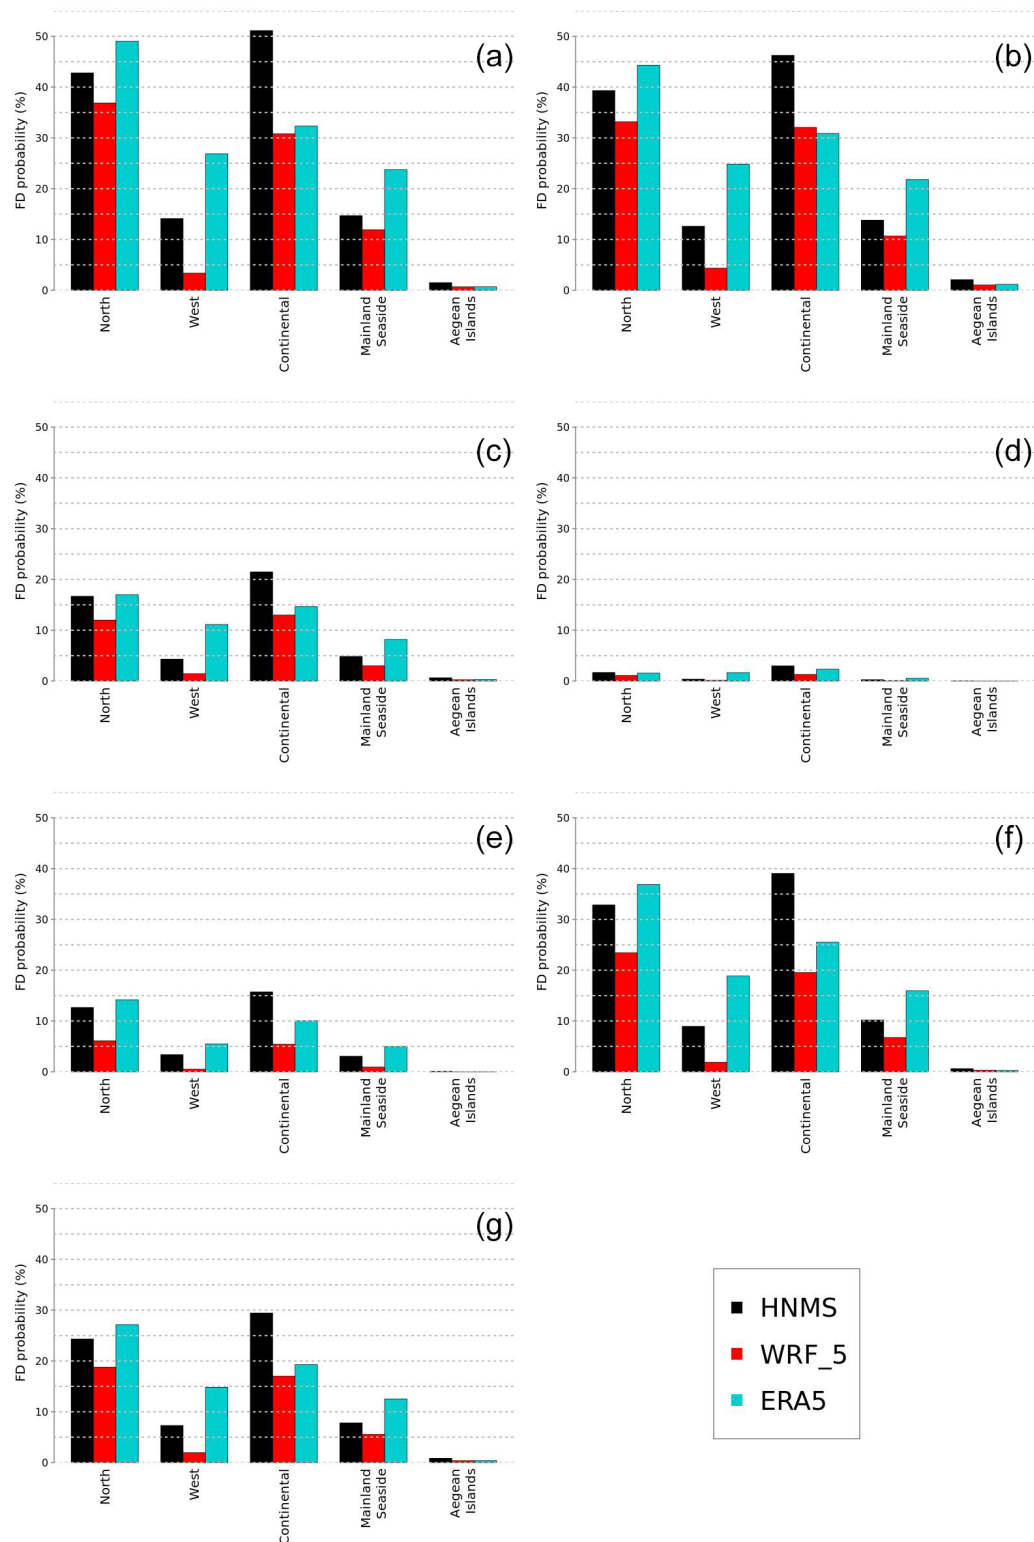 (a)
FD probability (%)
50
40
30
20
10
0
North
West
Continental
Mainland
Seaside
Aegean
Islands
(b)
FD probability (%)
50
40
30
20
10
0
North
West
Continental
Mainland
Seaside
Aegean
Islands
(c)
FD probability (%)
50
40
30
20
10
0
North
West
Continental
Mainland
Seaside
Aegean
Islands
(d)
FD probability (%)
50
40
30
20
10
0
North
West
Continental
Mainland
Seaside
Aegean
Islands
(e)
FD probability (%)
50
40
30
20
10
0
North
West
Continental
Mainland
Seaside
Aegean
Islands
(f)
FD probability (%)
50
40
30
20
10
0
North
West
Continental
Mainland
Seaside
Aegean
Islands
(g)
FD probability (%)
50
40
30
20
10
0
North
West
Continental
Mainland
Seaside
Aegean
Islands
HNMS
WRF_5
ERA5